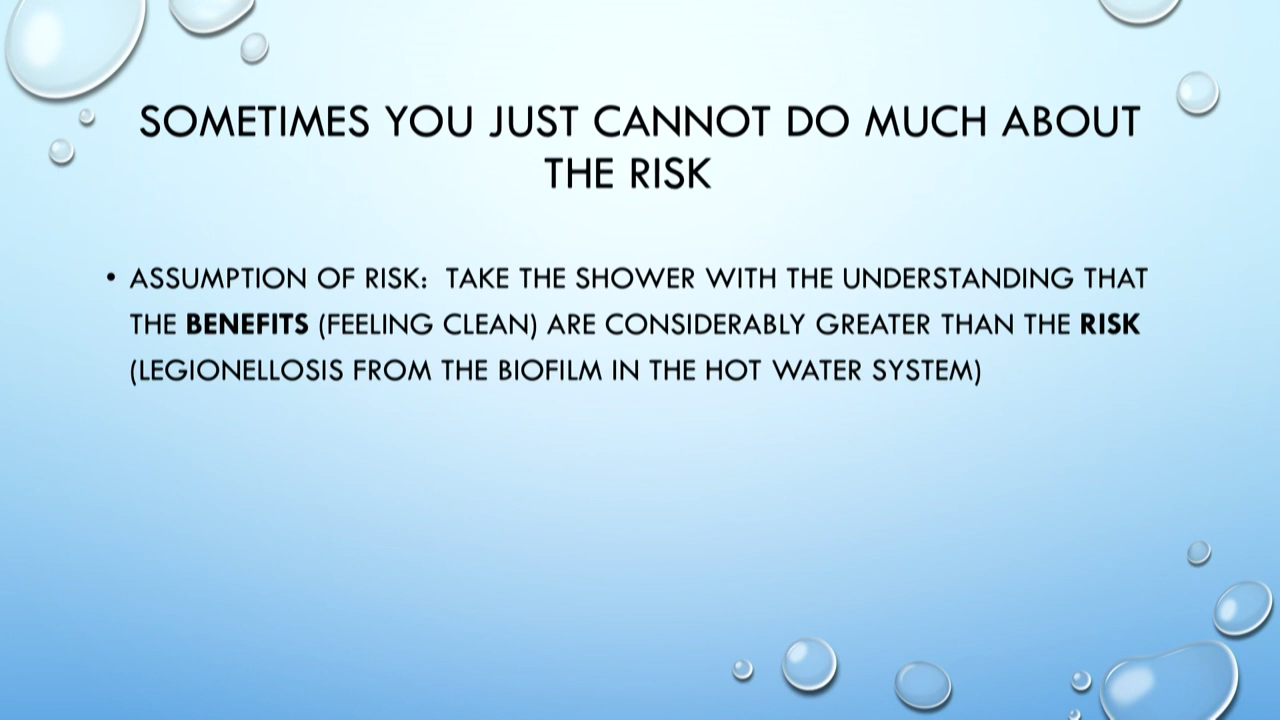 SOMETIMES YOU JUST CANNOT DO MUCH ABOUT
THE RISK
• ASSUMPTION OF RISK:  TAKE THE SHOWER WITH THE UNDERSTANDING THAT
THE BENEFITS (FEELING CLEAN) ARE CONSIDERABLY GREATER THAN THE RISK
(LEGIONELLOSIS FROM THE BIOFILM IN THE HOT WATER SYSTEM)